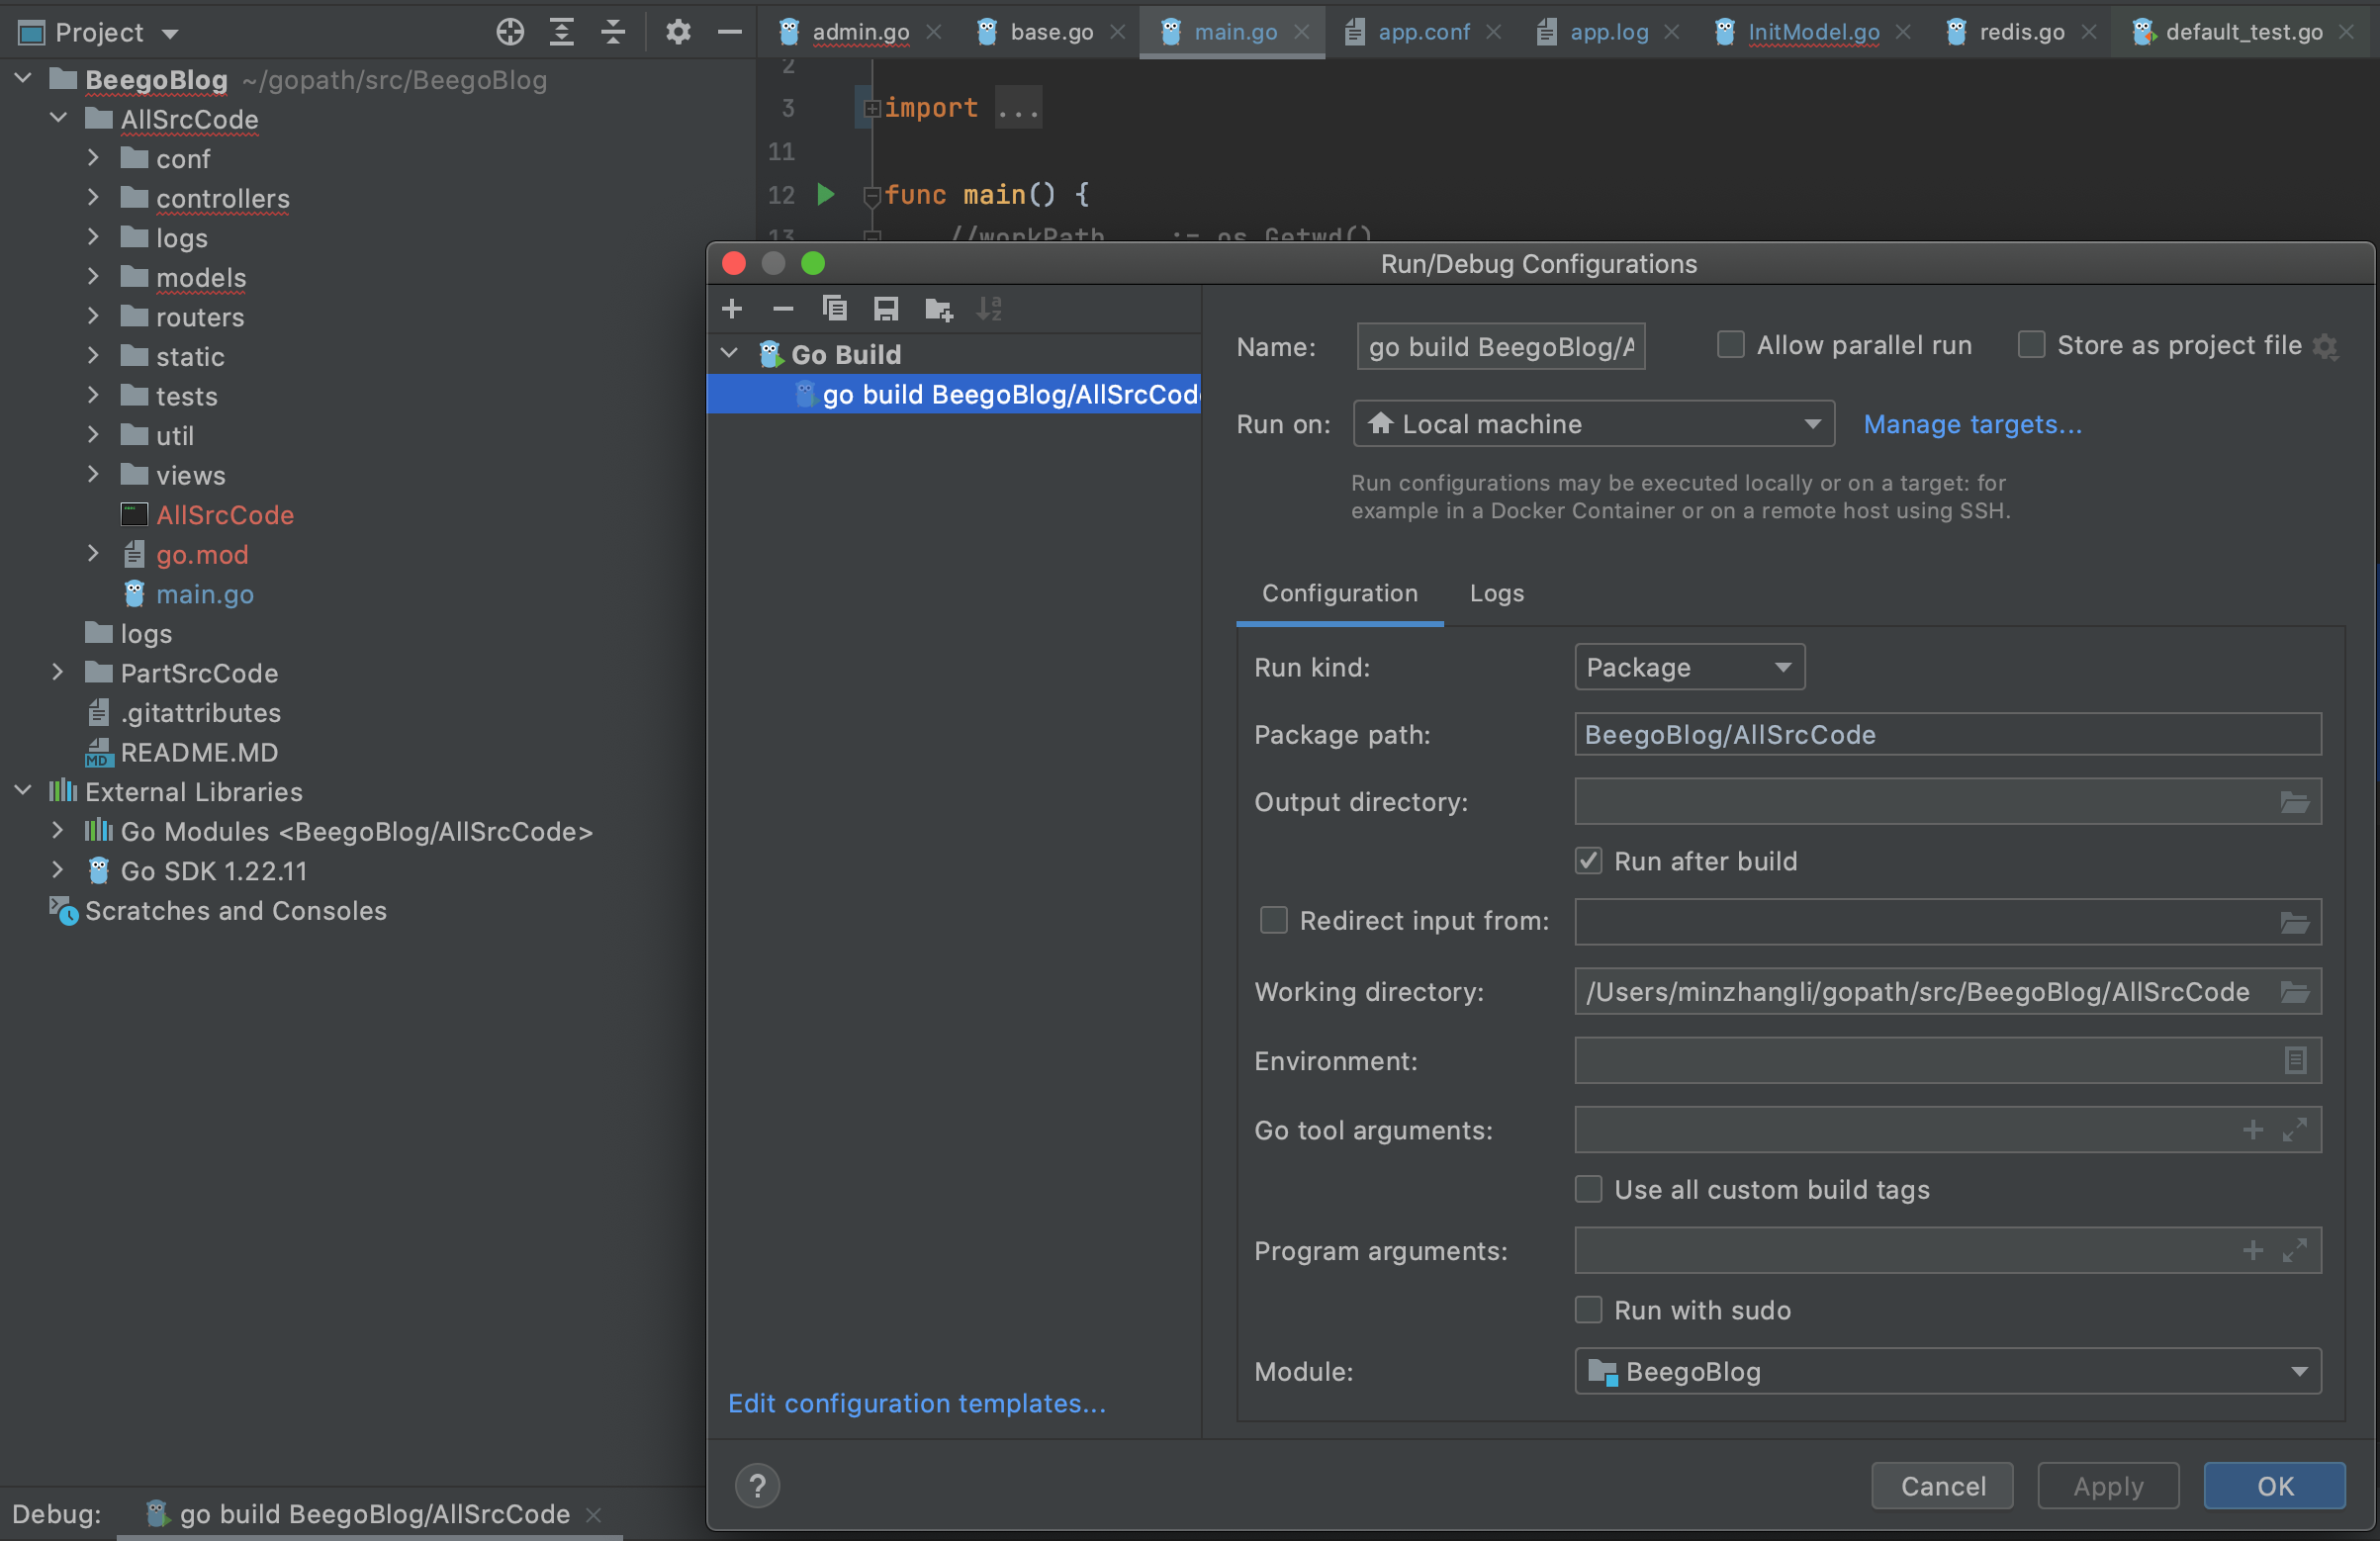 Project
admin.go
base.go
main.go
app.conf
app.log
InitModel.go
redis.go
default_test.go
BeegoBlog ~/gopath/src/BeegoBlog
AllSrcCode
conf
controllers
logs
models
routers
static
tests
util
views
AllSrcCode
go.mod
main.go
logs
PartSrcCode
.gitattributes
README.MD
External Libraries
Go Modules <BeegoBlog/AllSrcCode>
Go SDK 1.22.11
Scratches and Consoles
2
3 import ...
11
12 func main() {
13 //workPath, _ := os.Getwd()
Run/Debug Configurations
Go Build
go build BeegoBlog/AllSrcCod
Edit configuration templates...
Name: go build BeegoBlog/A
Allow parallel run
Store as project file
Run on: Local machine
Manage targets...
Run configurations may be executed locally or on a target: for
example in a Docker Container or on a remote host using SSH.
Configuration
Logs
Run kind: Package
Package path: BeegoBlog/AllSrcCode
Output directory:
Run after build
Redirect input from:
Working directory: /Users/minzhangli/gopath/src/BeegoBlog/AllSrcCode
Environment:
Go tool arguments:
Use all custom build tags
Program arguments:
Run with sudo
Module: BeegoBlog
?
Cancel
Apply
OK
Debug: go build BeegoBlog/AllSrcCode